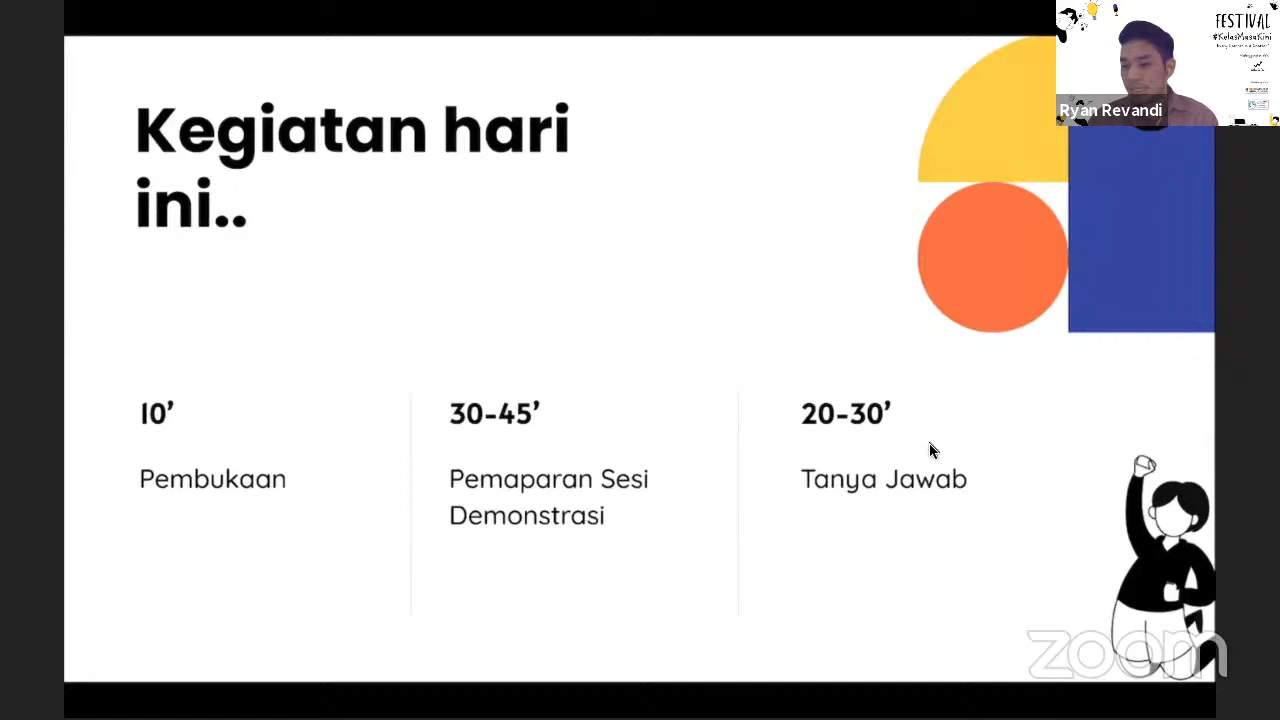 Kegiatan hari
ini..
10’
Pembukaan
30-45’
Pemaparan Sesi
Demonstrasi
20-30’
Tanya Jawab
FESTIVAL
#KelasMasaKini
Ryan Revandi
zoom